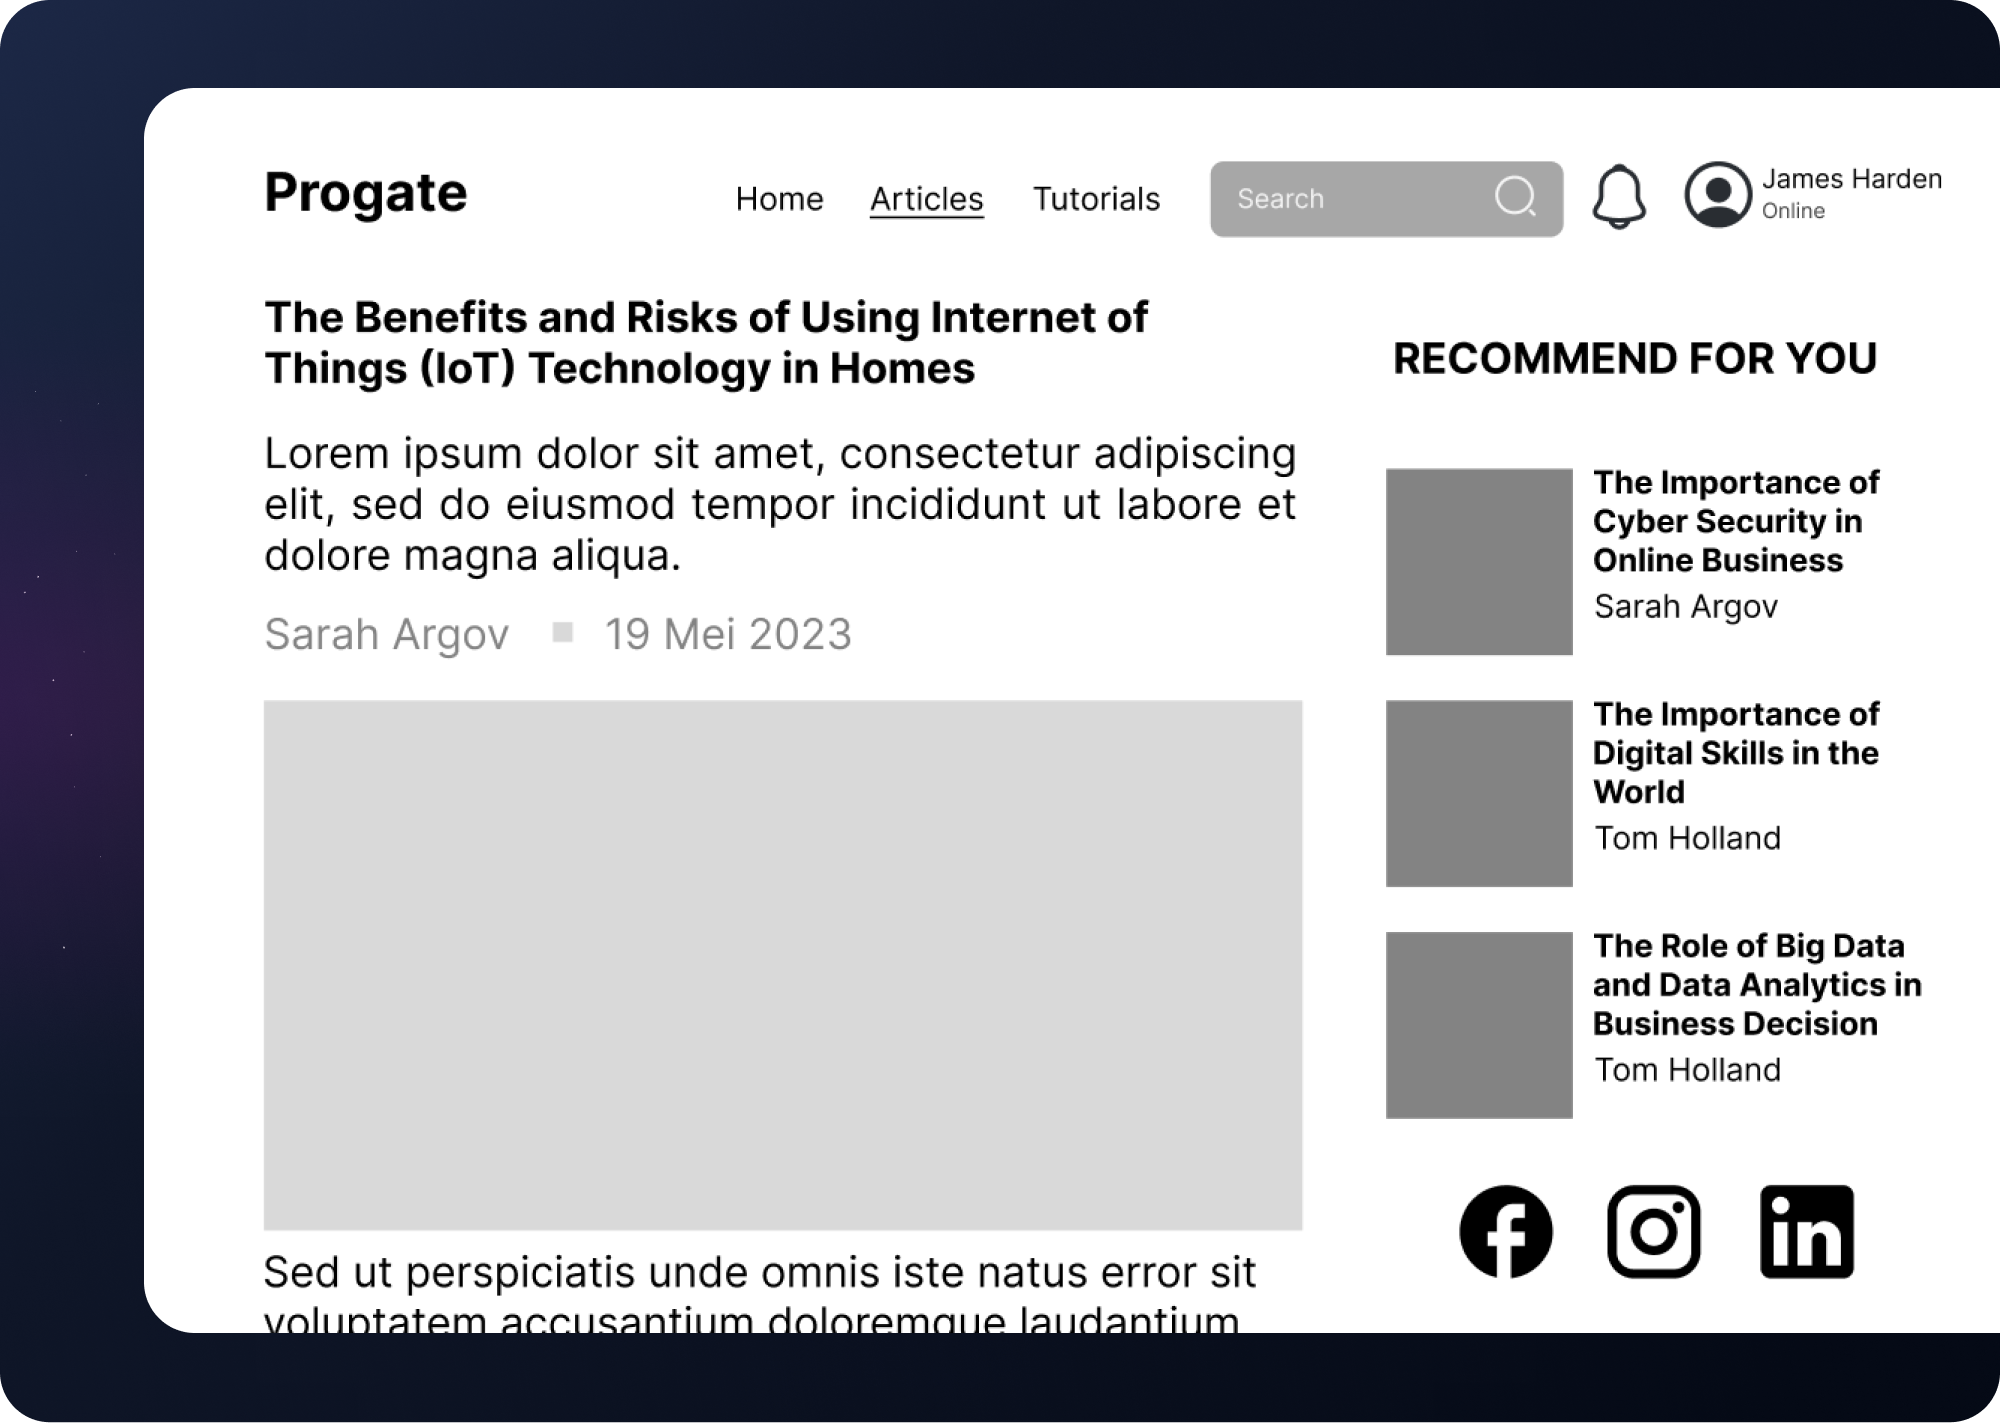 Progate
Home Articles Tutorials
Search
James Harden
Online
The Benefits and Risks of Using Internet of
Things (IoT) Technology in Homes
Lorem ipsum dolor sit amet, consectetur adipiscing
elit, sed do eiusmod tempor incididunt ut labore et
dolore magna aliqua.
Sarah Argov 19 Mei 2023
Sed ut perspiciatis unde omnis iste natus error sit
voluptatem accusantium doloremque laudantium
RECOMMEND FOR YOU
The Importance of
Cyber Security in
Online Business
Sarah Argov
The Importance of
Digital Skills in the
World
Tom Holland
The Role of Big Data
and Data Analytics in
Business Decision
Tom Holland
in